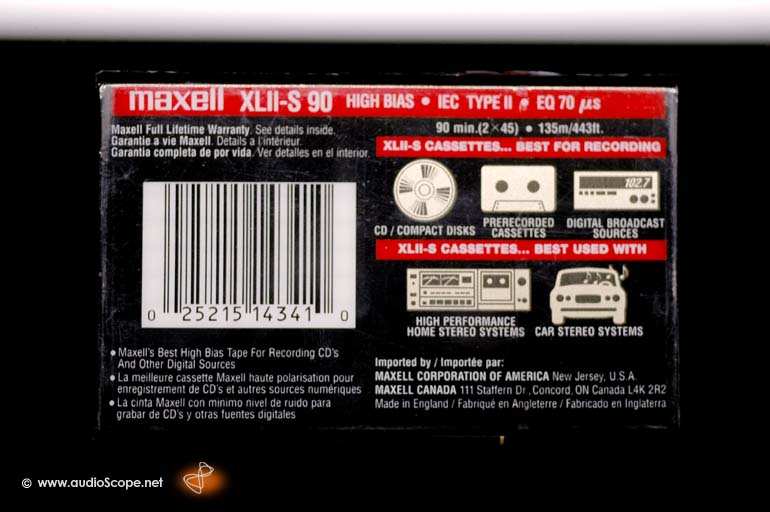 maxell XLII-S 90 HIGH BIAS • IEC TYPE II • EQ 70 µs
Maxell Full Lifetime Warranty. See details inside.
Garantie a vie Maxell. Details a l'intérieur.
Garantía completa de por vida. Ver detalles en el interior.
90 min.(2×45) • 135m/443ft.
XLII-S CASSETTES... BEST FOR RECORDING
102.7
CD / COMPACT DISKS
PRERECORDED
CASSETTES
DIGITAL BROADCAST
SOURCES
XLII-S CASSETTES... BEST USED WITH
HIGH PERFORMANCE
HOME STEREO SYSTEMS
CAR STEREO SYSTEMS
0 25215 14341 0
• Maxell's Best High Bias Tape For Recording CD's
And Other Digital Sources
• La meilleure cassette Maxell haute polarisation pour
enregistrement de CD's et autres sources numériques
• La cinta Maxell con minimo nivel de ruido para
grabar de CD's y otras fuentes digitales
Imported by / Importée par:
MAXELL CORPORATION OF AMERICA New Jersey, U.S.A.
MAXELL CANADA 111 Staffern Dr., Concord, ON Canada L4K 2R2
Made in England / Fabriqué en Angleterre / Fabricado en Inglaterra
© www.audioScope.net